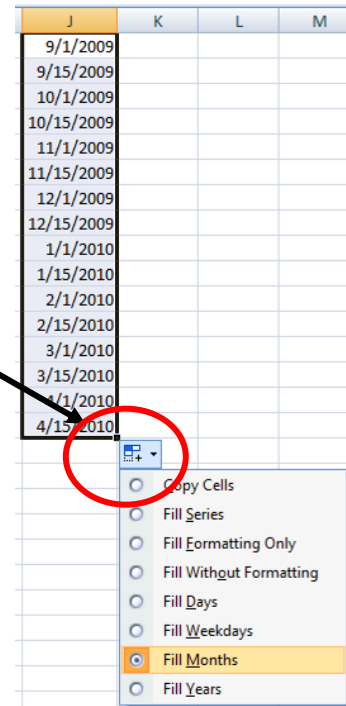 J K L M
9/1/2009
9/15/2009
10/1/2009
10/15/2009
11/1/2009
11/15/2009
12/1/2009
12/15/2009
1/1/2010
1/15/2010
2/1/2010
2/15/2010
3/1/2010
3/15/2010
4/1/2010
4/15/2010
Copy Cells
Fill Series
Fill Formatting Only
Fill Without Formatting
Fill Days
Fill Weekdays
Fill Months
Fill Years